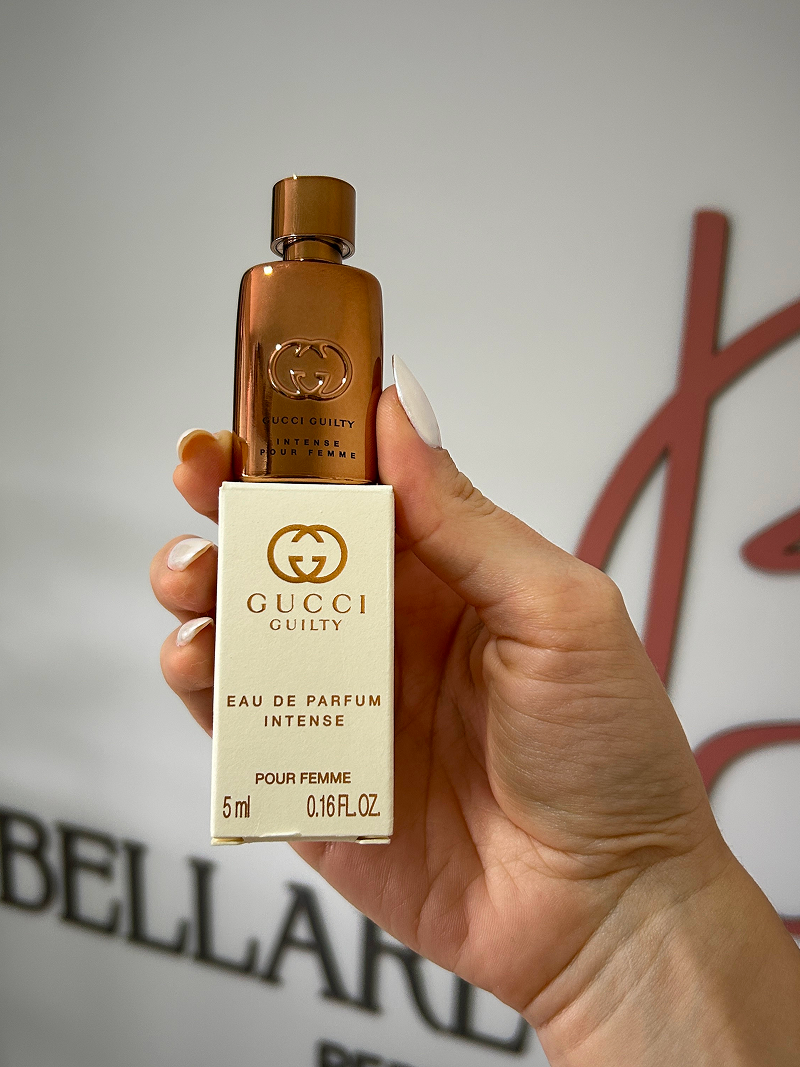 GUCCI GUILTY
INTENSE
POUR FEMME
GUCCI
GUILTY
EAU DE PARFUM
INTENSE
POUR FEMME
5 ml 0.16 FL.OZ.